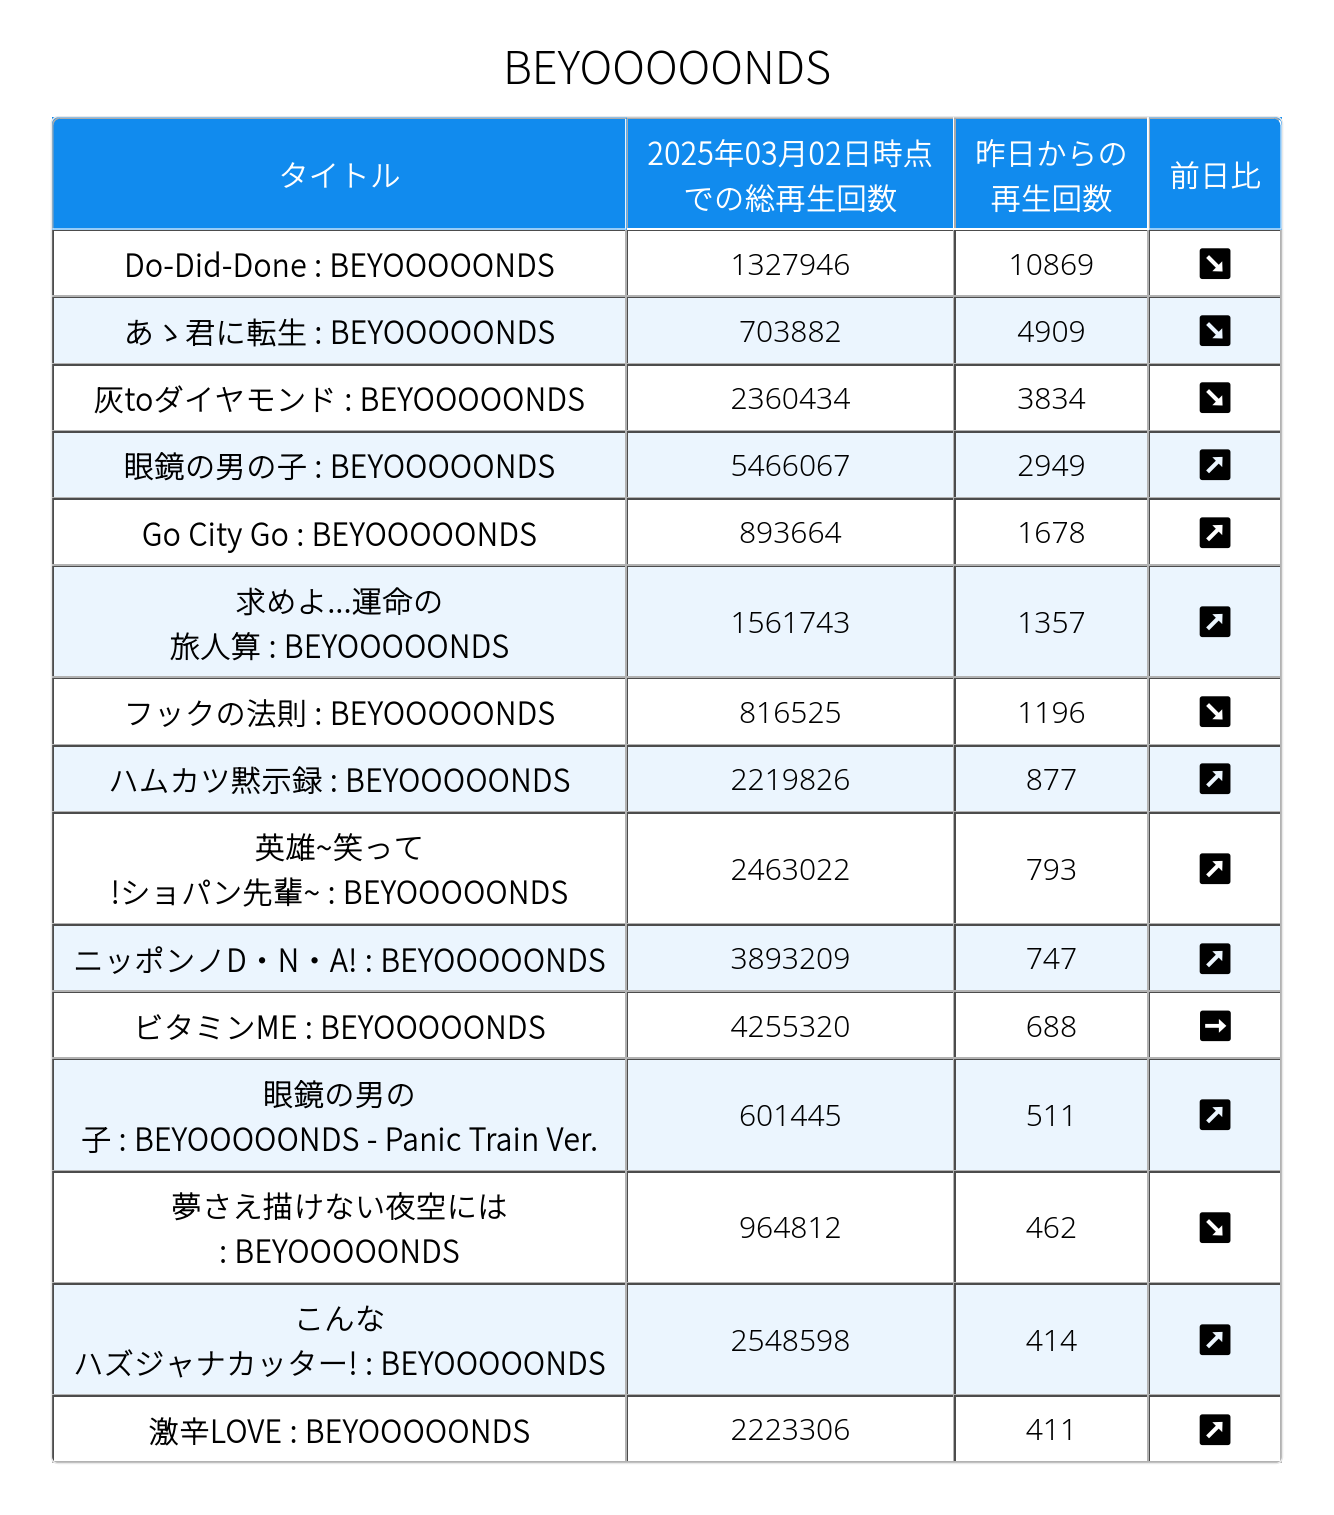 BEYOOOOONDS
タイトル
2025年03月02日時点
での総再生回数
昨日からの
再生回数
前日比
Do-Did-Done : BEYOOOOONDS
1327946
10869
↘
あゝ君に転生 : BEYOOOOONDS
703882
4909
↘
灰toダイヤモンド : BEYOOOOONDS
2360434
3834
↘
眼鏡の男の子 : BEYOOOOONDS
5466067
2949
↗
Go City Go : BEYOOOOONDS
893664
1678
↗
求めよ...運命の
旅人算 : BEYOOOOONDS
1561743
1357
↗
フックの法則 : BEYOOOOONDS
816525
1196
↘
ハムカツ黙示録 : BEYOOOOONDS
2219826
877
↗
英雄~笑って
!ショパン先輩~ : BEYOOOOONDS
2463022
793
↗
ニッポンノD・N・A! : BEYOOOOONDS
3893209
747
↗
ビタミンME : BEYOOOOONDS
4255320
688
→
眼鏡の男の
子 : BEYOOOOONDS - Panic Train Ver.
601445
511
↗
夢さえ描けない夜空には
: BEYOOOOONDS
964812
462
↘
こんな
ハズジャナカッター! : BEYOOOOONDS
2548598
414
↗
激辛LOVE : BEYOOOOONDS
2223306
411
↗